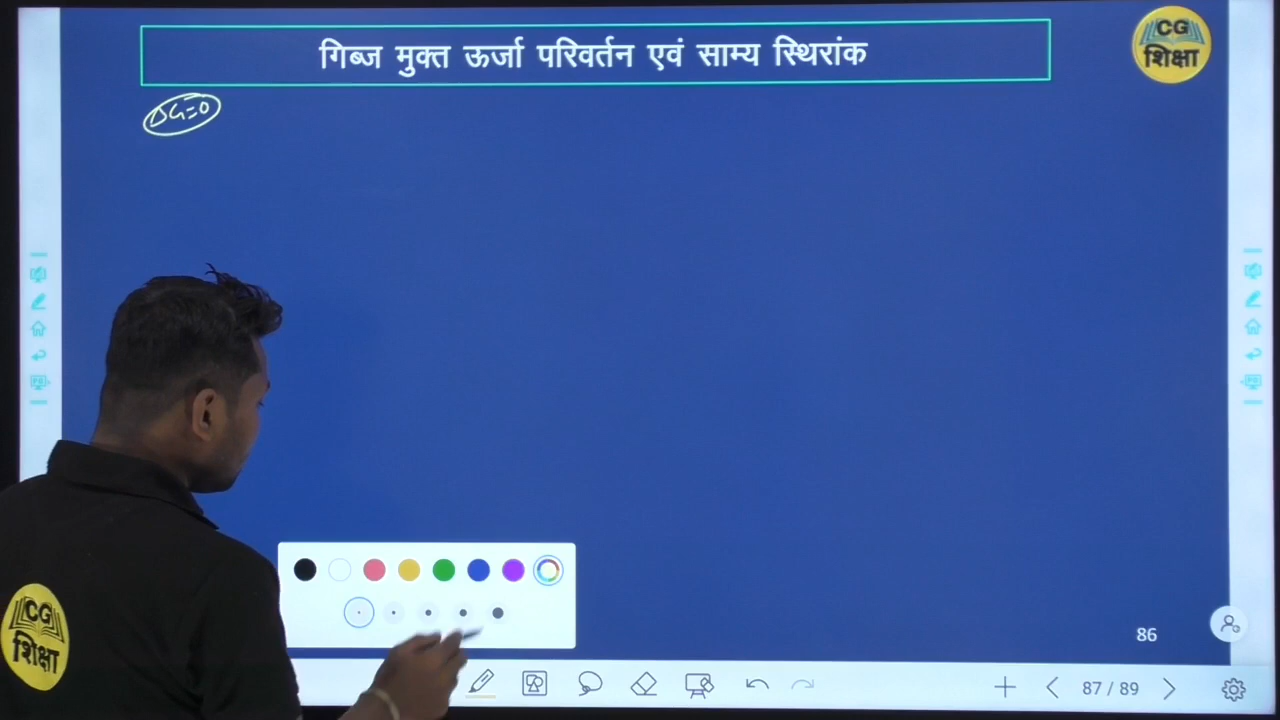 गिब्ज मुक्त ऊर्जा परिवर्तन एवं साम्य स्थिरांक
CG
शिक्षा
ΔG=0
CG
शिक्षा
86
87 / 89